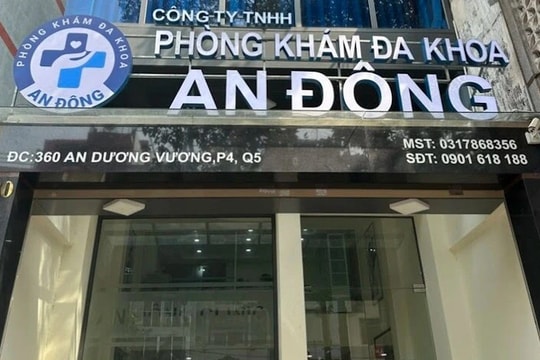 PHÒNG KHÁM ĐA KHOA
AN ĐÔNG
CÔNG TY TNHH
PHÒNG KHÁM ĐA KHOA
AN ĐÔNG
ĐC:360 AN DƯƠNG VƯƠNG,P4, Q5
MST: 0317868356
SĐT: 0901 618 188